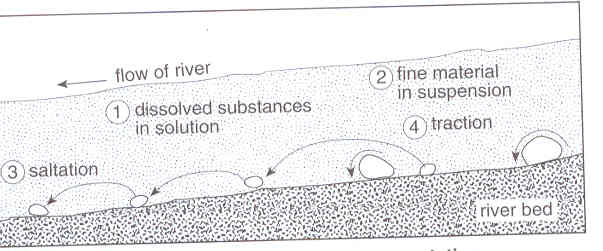 flow of river
1 dissolved substances
in solution
2 fine material
in suspension
3 saltation
4 traction
river bed